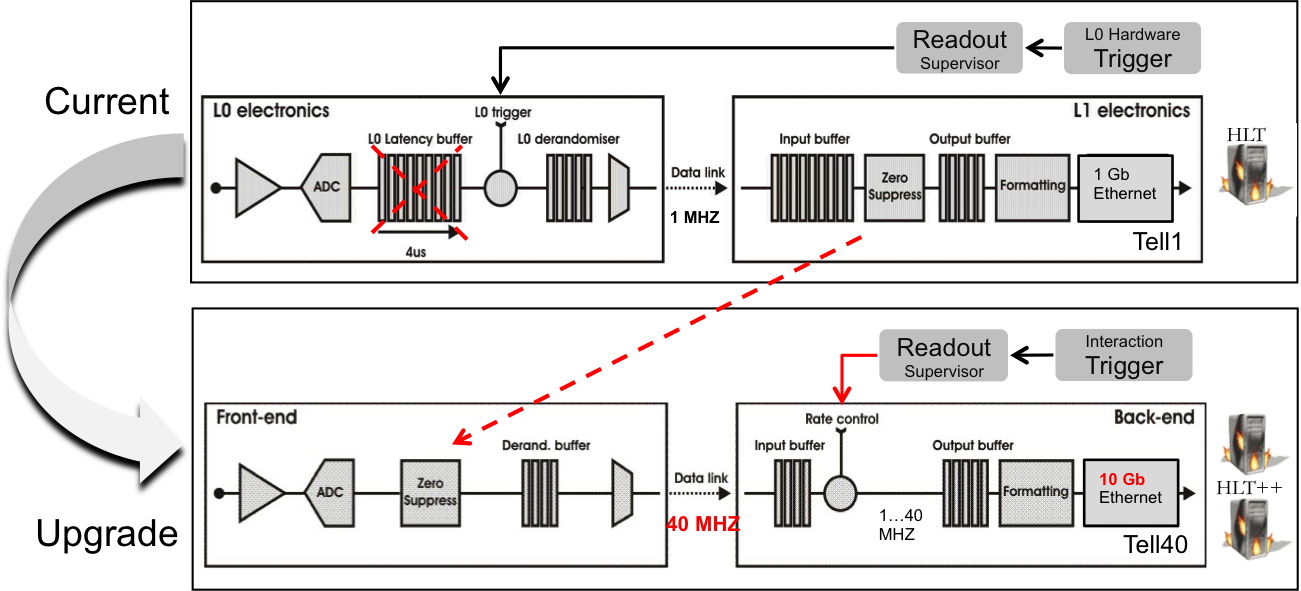 Readout
Supervisor
L0 Hardware
Trigger
Current
L0 electronics
L0 trigger
L0 Latency buffer
L0 derandomiser
ADC
4us
Data link
1 MHZ
L1 electronics
Input buffer
Output buffer
Zero
Suppress
Formatting
1 Gb
Ethernet
Tell1
HLT
Readout
Supervisor
Interaction
Trigger
Upgrade
Front-end
Derand. buffer
ADC
Zero
Suppress
Data link
40 MHZ
Rate control
Back-end
Input buffer
Output buffer
1...40
MHZ
Formatting
10 Gb
Ethernet
Tell40
HLT++